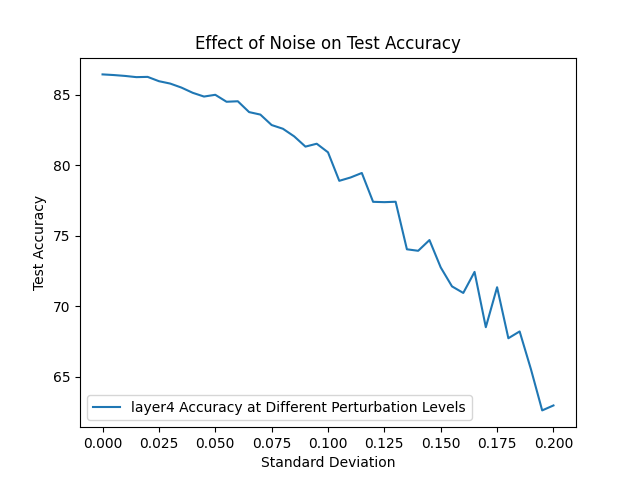 Effect of Noise on Test Accuracy
Test Accuracy
85
80
75
70
65
layer4 Accuracy at Different Perturbation Levels
0.000 0.025 0.050 0.075 0.100 0.125 0.150 0.175 0.200
Standard Deviation